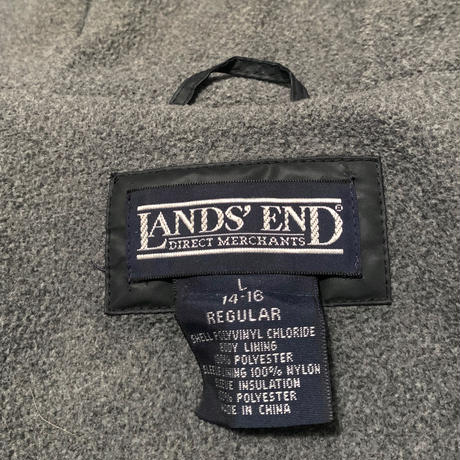 LANDS' END®
DIRECT MERCHANTS
L
14-16
REGULAR
SHELL POLYVINYL CHLORIDE
BODY LINING
100% POLYESTER
SLEEVE LINING 100% NYLON
SLEEVE INSULATION
100% POLYESTER
MADE IN CHINA